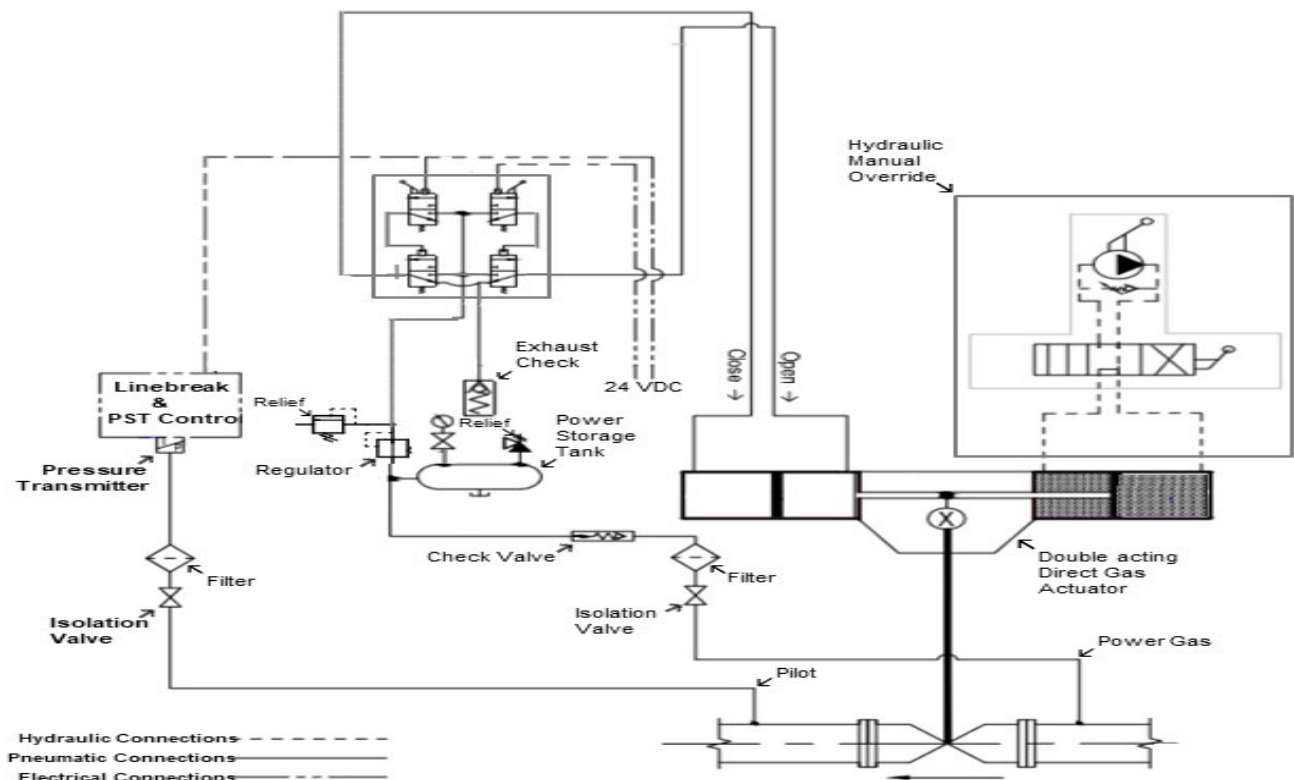 Hydraulic
Manual
Override
Exhaust
Check
Close →
Open →
24 VDC
Linebreak
&
PST Control
Relief
Relief
Power
Storage
Tank
Regulator
Pressure
Transmitter
X
Check Valve
Filter
Filter
Double acting
Direct Gas
Actuator
Isolation
Valve
Isolation
Valve
Power Gas
Pilot
Hydraulic Connections
Pneumatic Connections
Electrical Connections